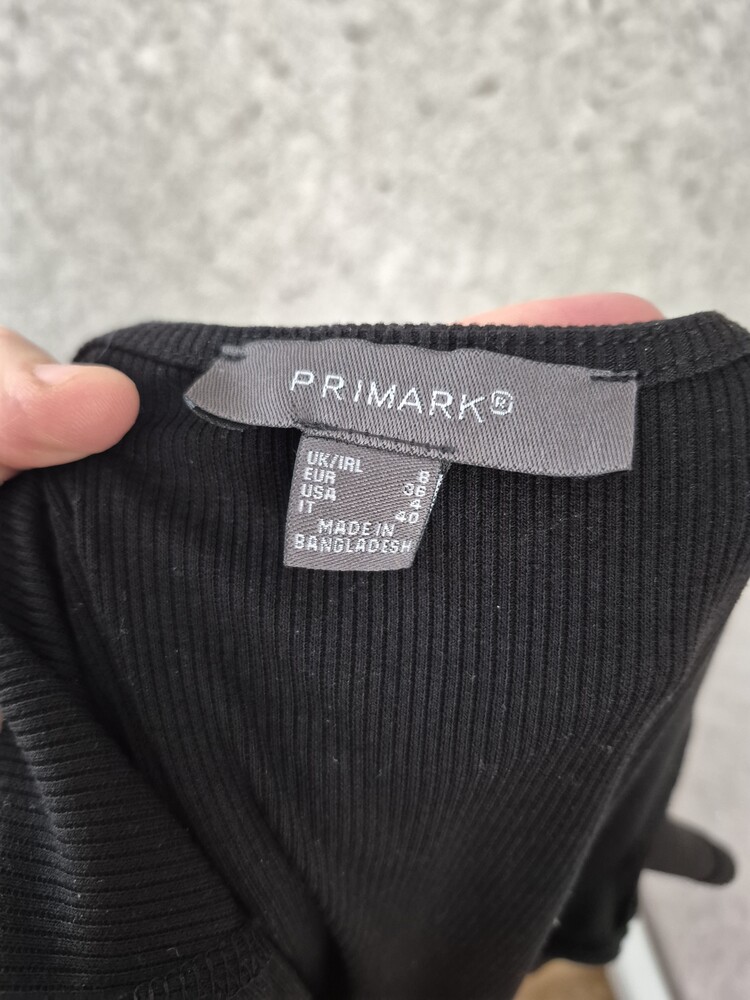 PRIMARK®
UK/IRL 8
EUR 36
USA 4
IT 40
MADE IN
BANGLADESH